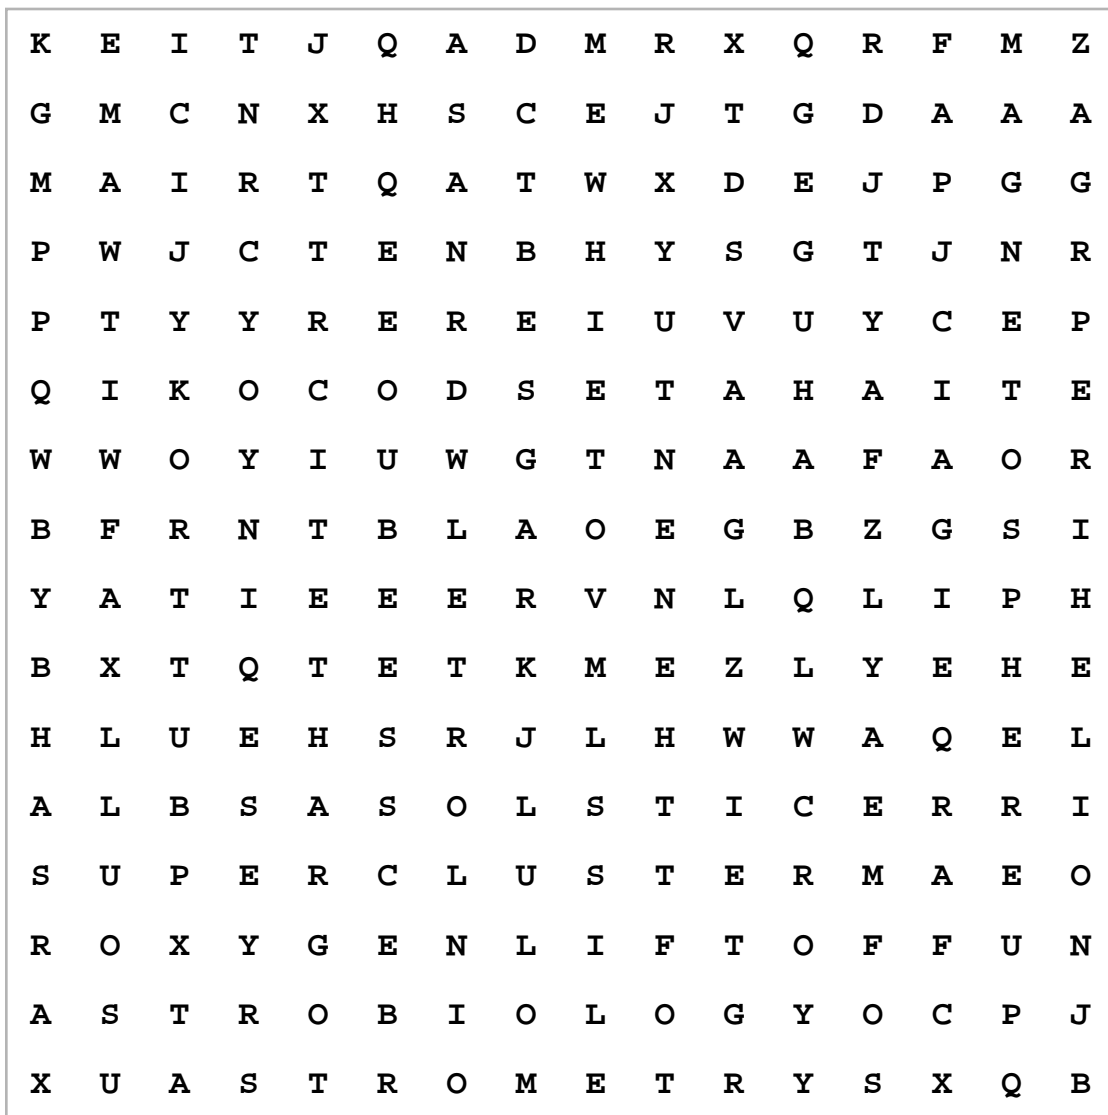 K E I T J Q A D M R X Q R F M Z
G M C N X H S C E J T G D A A A
M A I R T Q A T W X D E J P G G
P W J C T E N B H Y S G T J N R
P T Y Y R E R E I U V U Y C E P
Q I K O C O D S E T A H A I T E
W W O Y I U W G T N A A F A O R
B F R N T B L A O E G B Z G S I
Y A T I E E E R V N L Q L I P H
B X T Q T E T K M E Z L Y E H E
H L U E H S R J L H W W A Q E L
A L B S A S O L S T I C E R R I
S U P E R C L U S T E R M A E O
R O X Y G E N L I F T O F F U N
A S T R O B I O L O G Y O C P J
X U A S T R O M E T R Y S X Q B